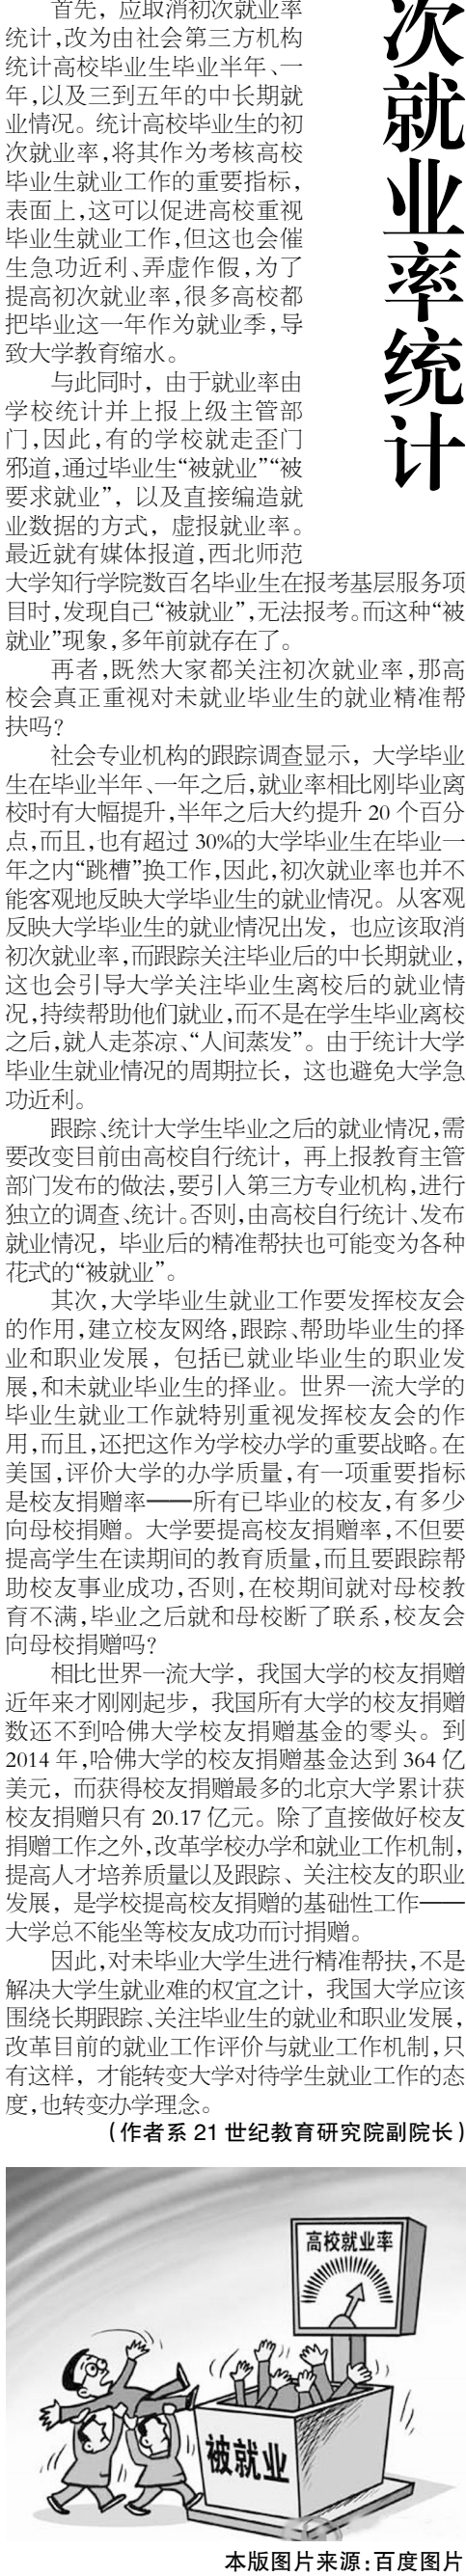 次就业率统计
首先，应取消初次就业率
统计，改为由社会第三方机构
统计高校毕业生毕业半年、一
年，以及三到五年的中长期就
业情况。统计高校毕业生的初
次就业率，将其作为考核高校
毕业生就业工作的重要指标，
表面上，这可以促进高校重视
毕业生就业工作，但这也会催
生急功近利、弄虚作假，为了
提高初次就业率，很多高校都
把毕业这一年作为就业季，导
致大学教育缩水。
与此同时，由于就业率由
学校统计并上报上级主管部
门，因此，有的学校就走歪门
邪道，通过毕业生“被就业”“被
要求就业”，以及直接编造就
业数据的方式，虚报就业率。
最近就有媒体报道，西北师范
大学知行学院数百名毕业生在报考基层服务项
目时，发现自己“被就业”，无法报考。而这种“被
就业”现象，多年前就存在了。
再者，既然大家都关注初次就业率，那高
校会真正重视对未就业毕业生的就业精准帮
扶吗？
社会专业机构的跟踪调查显示，大学毕业
生在毕业半年、一年之后，就业率相比刚毕业离
校时有大幅提升，半年之后大约提升 20 个百分
点，而且，也有超过 30%的大学毕业生在毕业一
年之内“跳槽”换工作，因此，初次就业率也并不
能客观地反映大学毕业生的就业情况。从客观
反映大学毕业生的就业情况出发，也应该取消
初次就业率，而跟踪关注毕业后的中长期就业，
这也会引导大学关注毕业生离校后的就业情
况，持续帮助他们就业，而不是在学生毕业离校
之后，就人走茶凉、“人间蒸发”。由于统计大学
毕业生就业情况的周期拉长，这也避免大学急
功近利。
跟踪、统计大学生毕业之后的就业情况，需
要改变目前由高校自行统计，再上报教育主管
部门发布的做法，要引入第三方专业机构，进行
独立的调查、统计。否则，由高校自行统计、发布
就业情况，毕业后的精准帮扶也可能变为各种
花式的“被就业”。
其次，大学毕业生就业工作要发挥校友会
的作用，建立校友网络，跟踪、帮助毕业生的择
业和职业发展，包括已就业毕业生的职业发
展，和未就业毕业生的择业。世界一流大学的
毕业生就业工作就特别重视发挥校友会的作
用，而且，还把这作为学校办学的重要战略。在
美国，评价大学的办学质量，有一项重要指标
是校友捐赠率——所有已毕业的校友，有多少
向母校捐赠。大学要提高校友捐赠率，不但要
提高学生在读期间的教育质量，而且要跟踪帮
助校友事业成功，否则，在校期间就对母校教
育不满，毕业之后就和母校断了联系，校友会
向母校捐赠吗？
相比世界一流大学，我国大学的校友捐赠
近年来才刚刚起步，我国所有大学的校友捐赠
数还不到哈佛大学校友捐赠基金的零头。到
2014 年，哈佛大学的校友捐赠基金达到 364 亿
美元，而获得校友捐赠最多的北京大学累计获
校友捐赠只有 20.17 亿元。除了直接做好校友
捐赠工作之外，改革学校办学和就业工作机制，
提高人才培养质量以及跟踪、关注校友的职业
发展，是学校提高校友捐赠的基础性工作——
大学总不能坐等校友成功而讨捐赠。
因此，对未毕业大学生进行精准帮扶，不是
解决大学生就业难的权宜之计，我国大学应该
围绕长期跟踪、关注毕业生的就业和职业发展，
改革目前的就业工作评价与就业工作机制，只
有这样，才能转变大学对待学生就业工作的态
度，也转变办学理念。
（作者系 21 世纪教育研究院副院长）
高校就业率
被就业
本版图片来源：百度图片